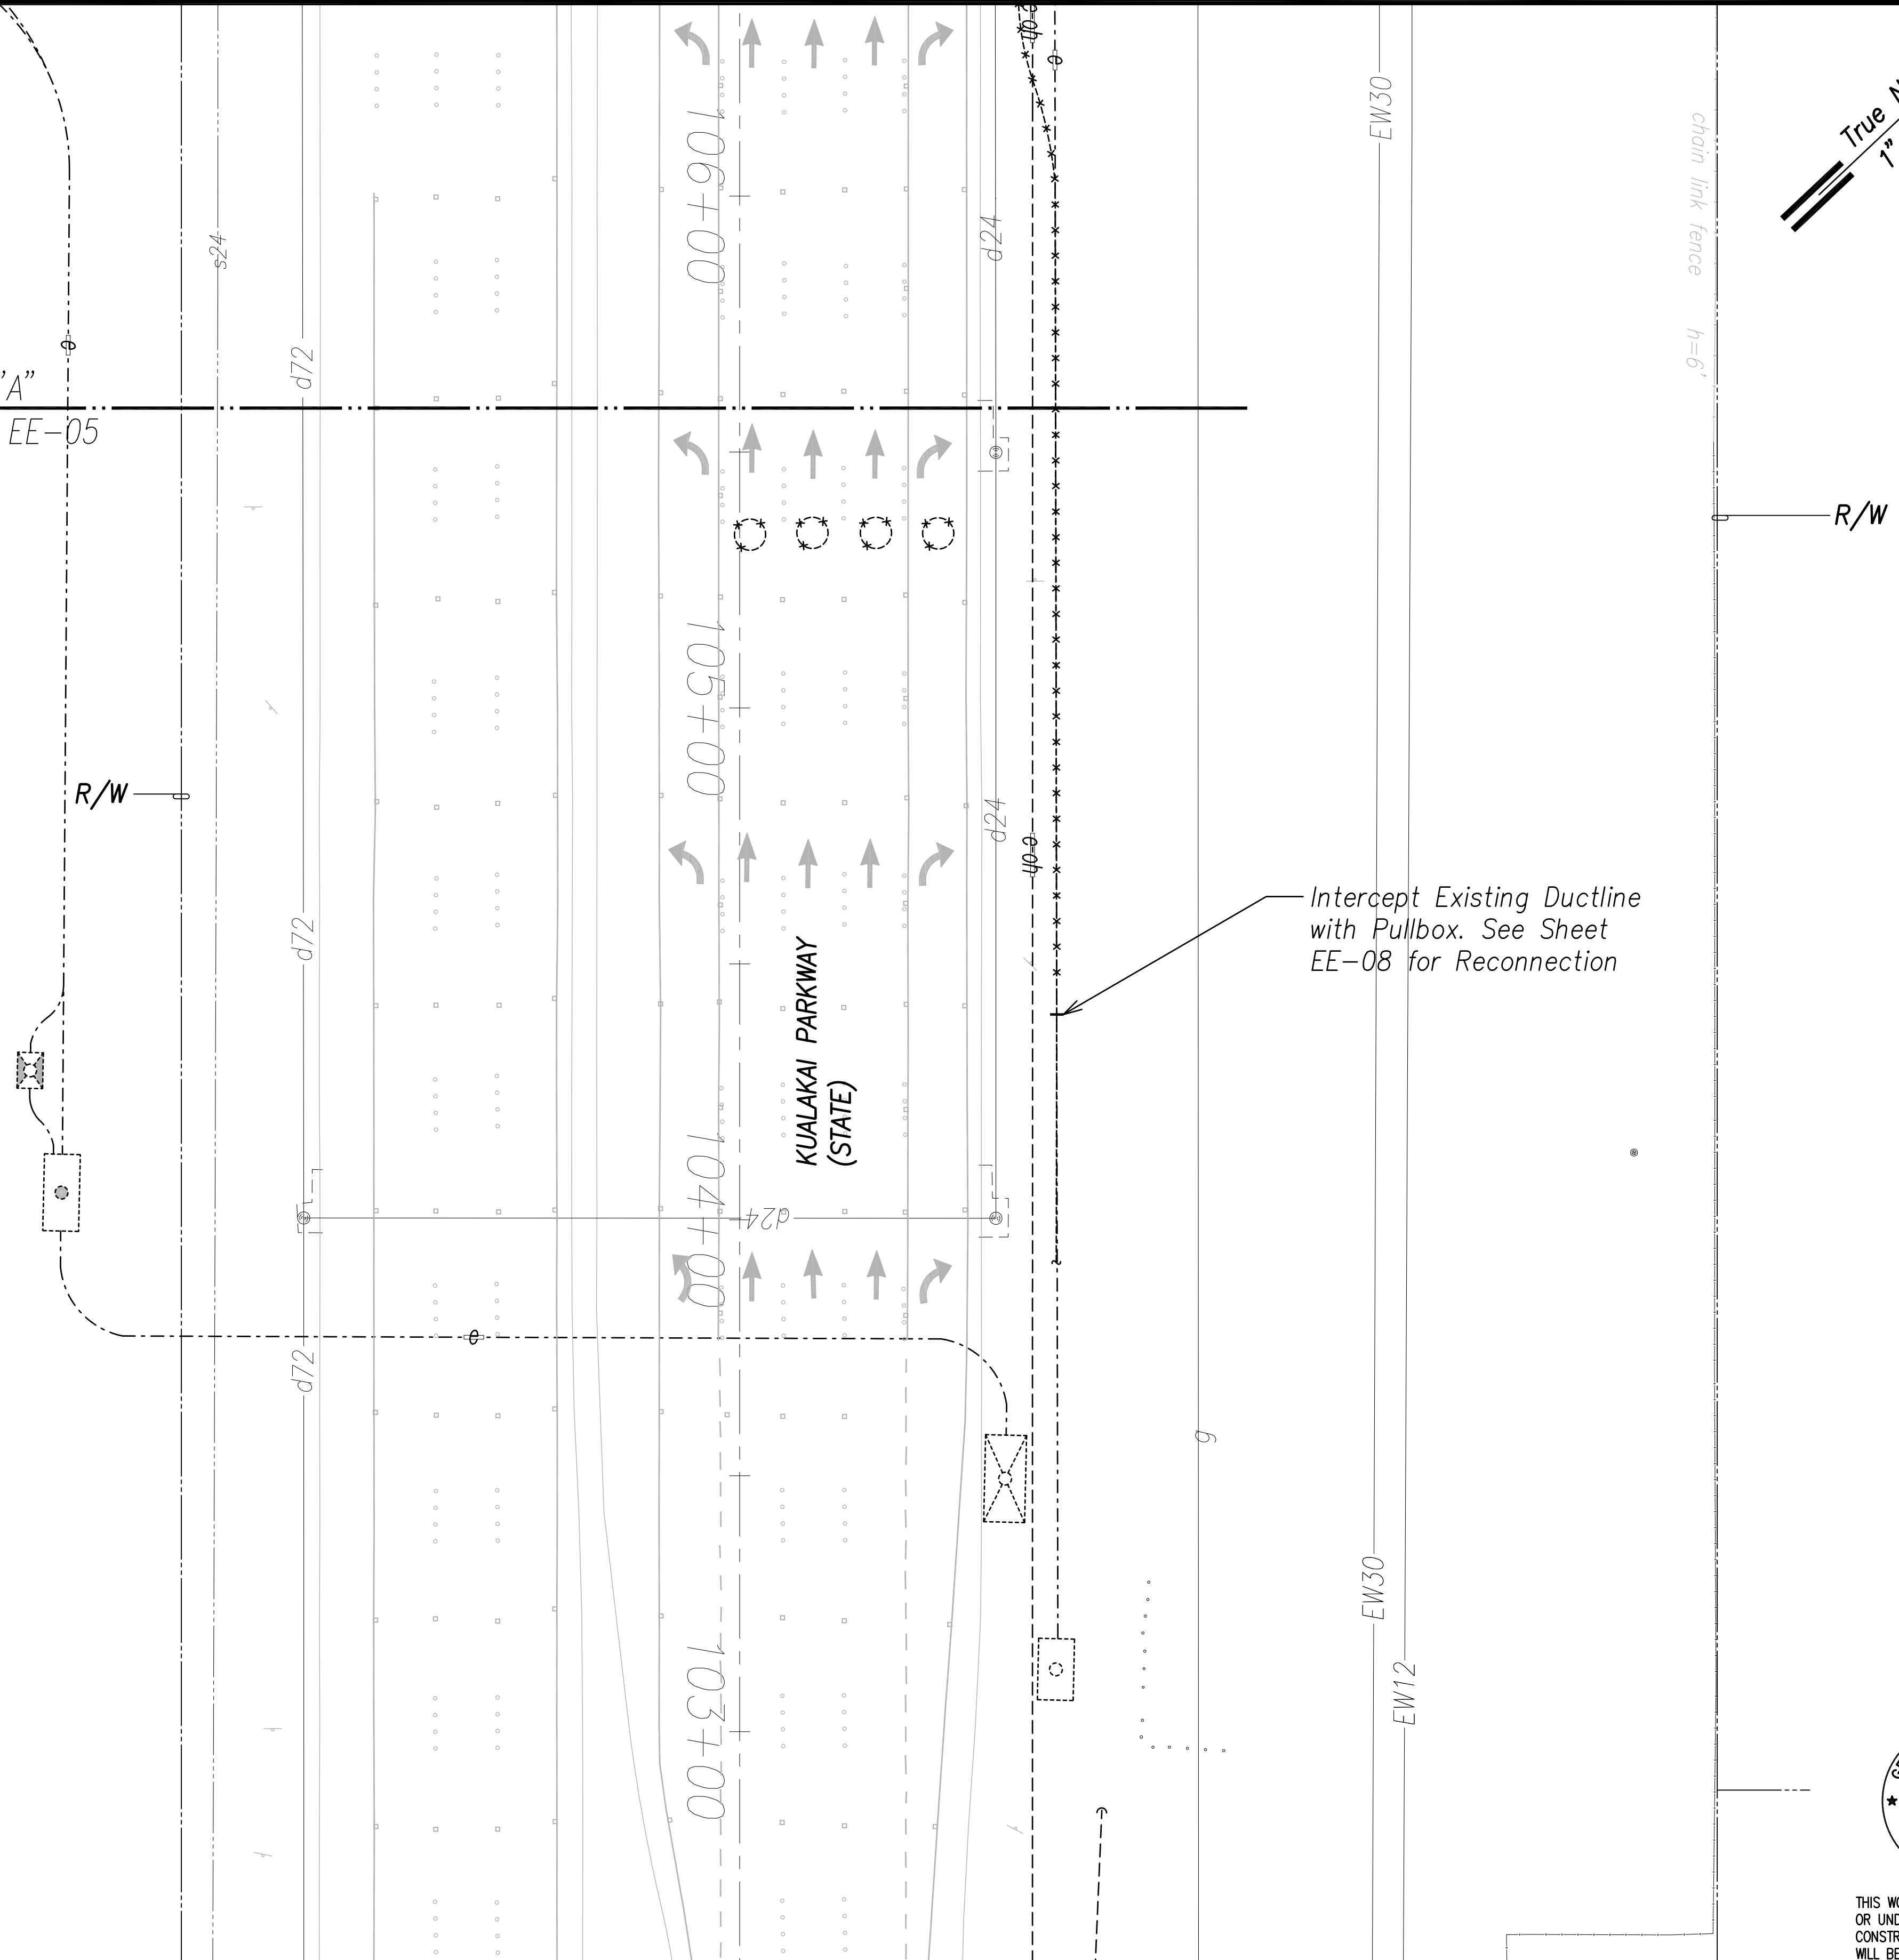 EW30
chain link fence h=6'
True
1"
e-oh
e
106+00
s24
d24
d72
e
'A"
EE-05
R/W
105+00
R/W
d24
e-oh
Intercept Existing Ductline
with Pullbox. See Sheet
EE-08 for Reconnection
d72
KUALAKAI PARKWAY
(STATE)
104+00
d24
e
d72
g
EW30
EW12
103+00
THIS WO
OR UND
CONSTR
WILL BE